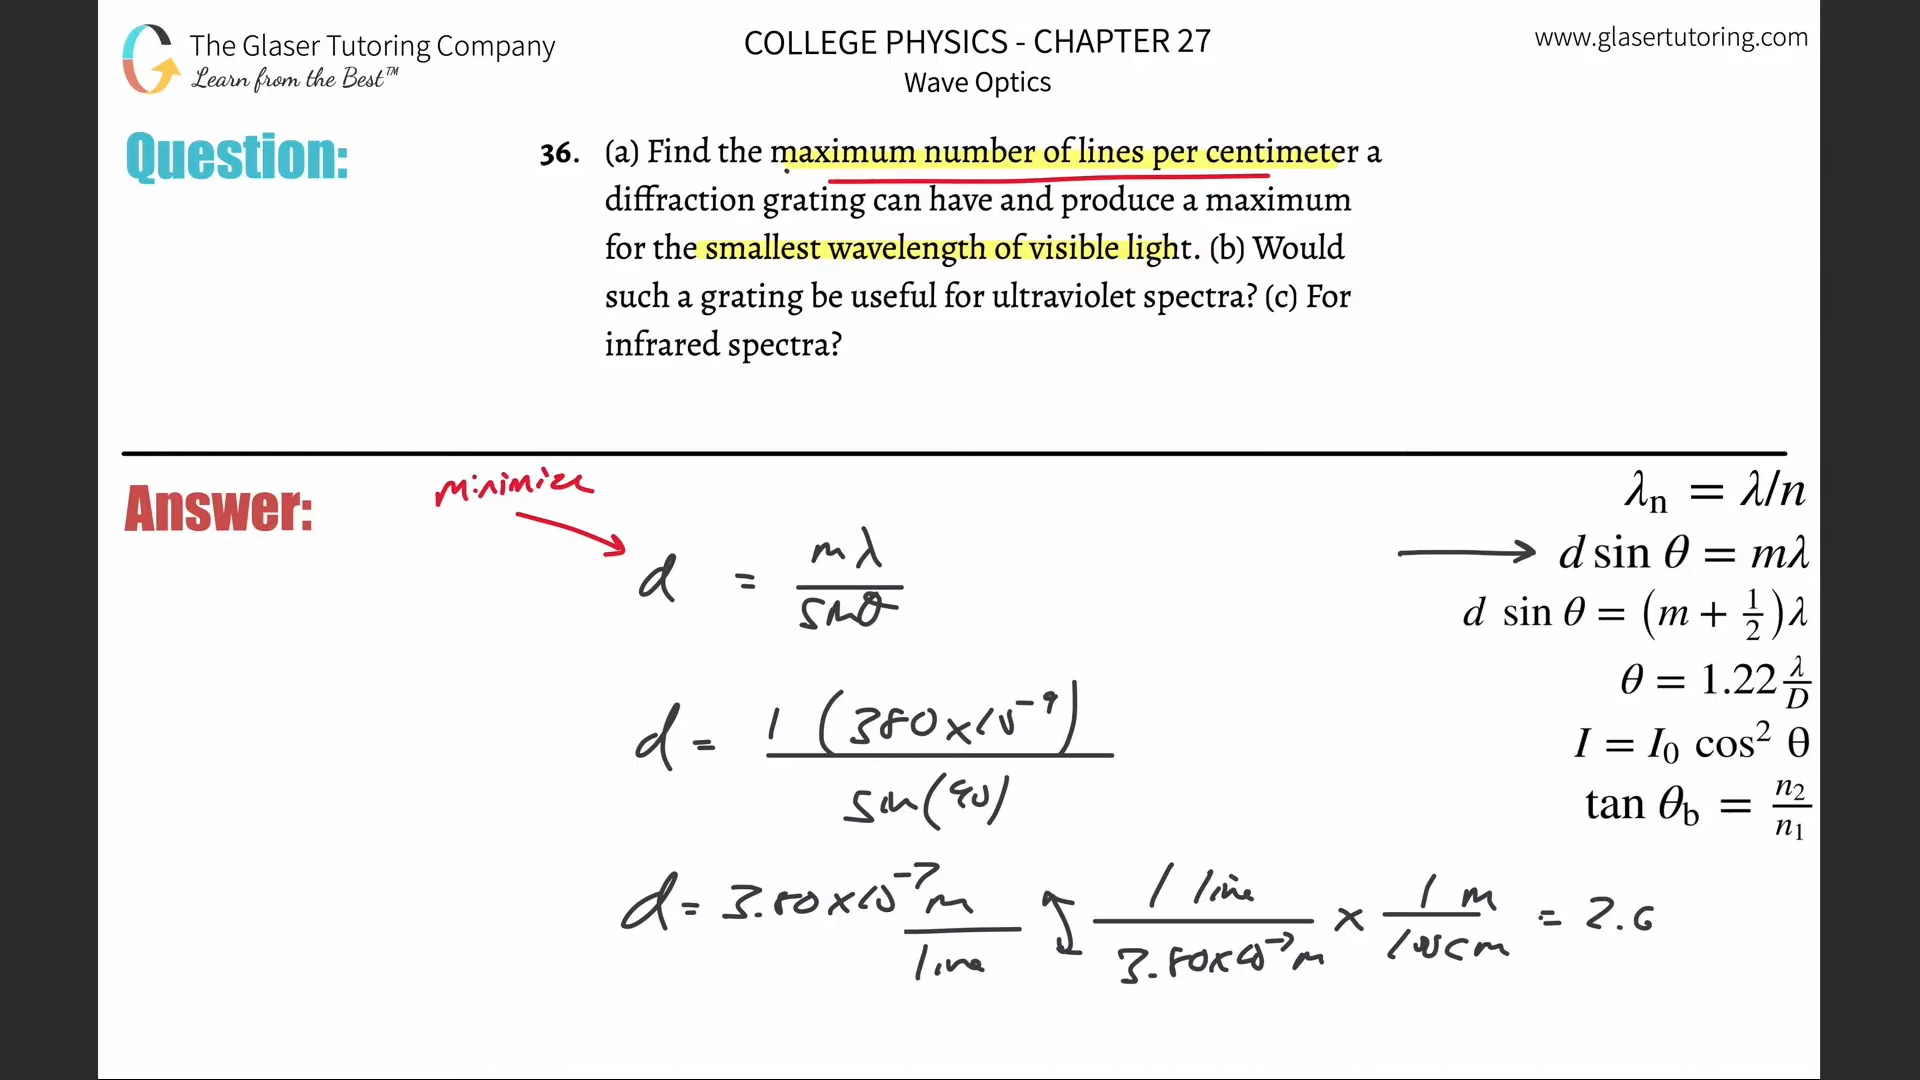 The Glaser Tutoring Company
Learn from the Best™
COLLEGE PHYSICS - CHAPTER 27
Wave Optics
www.glasertutoring.com
Question:
36. (a) Find the maximum number of lines per centimeter a
diffraction grating can have and produce a maximum
for the smallest wavelength of visible light. (b) Would
such a grating be useful for ultraviolet spectra? (c) For
infrared spectra?
Answer:
minimize
d = mλ / sinθ
d = 1 (380×10⁻⁹) / sin(90)
d = 3.80×10⁻⁷ m / line
1 line / 3.80×10⁻⁷ m × 1 m / 100 cm = 2.6
λₙ = λ/n
d sin θ = mλ
d sin θ = (m + 1/2)λ
θ = 1.22 λ/D
I = I₀ cos² θ
tan θb = n₂/n₁